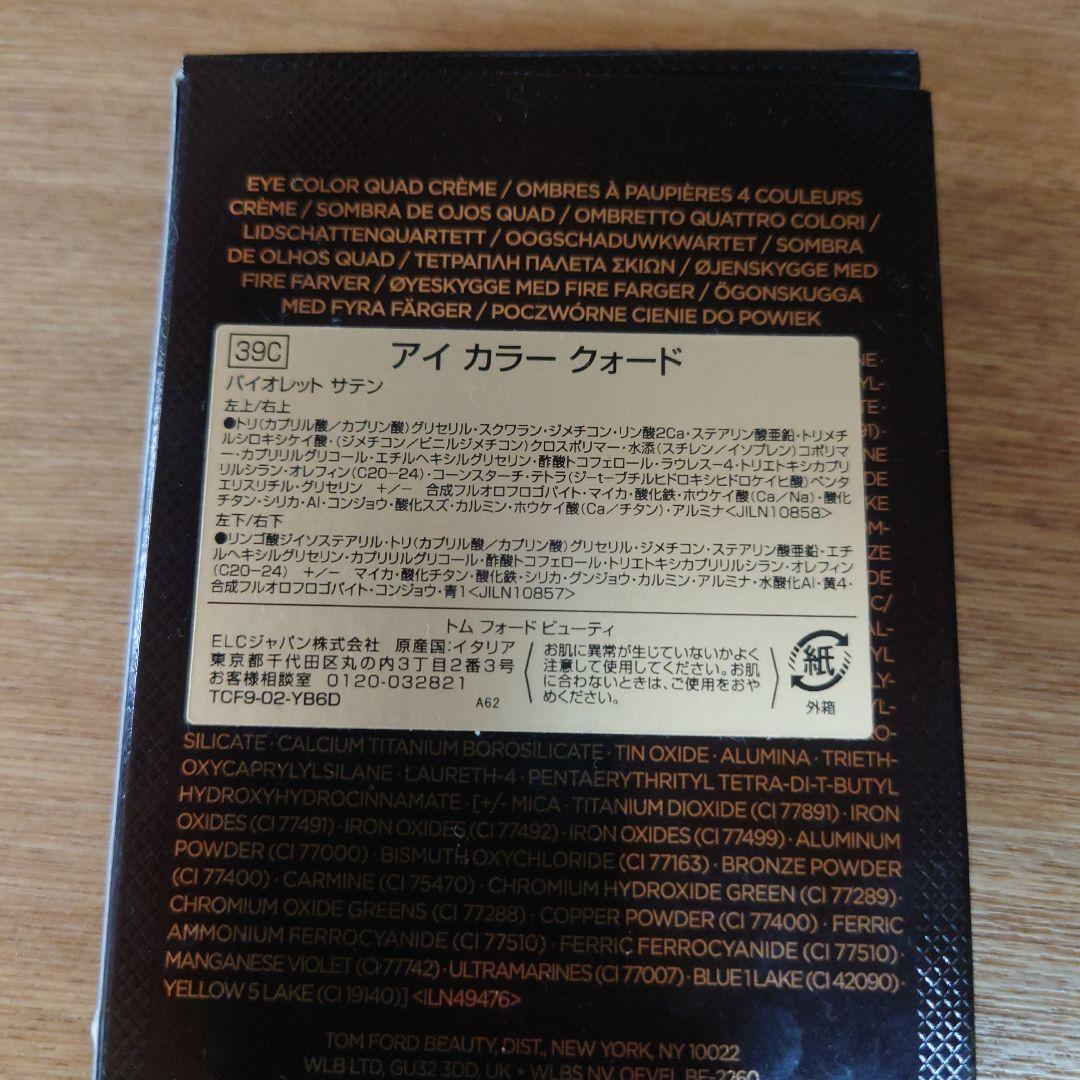 EYE COLOR QUAD CRÈME / OMBRES À PAUPIÈRES 4 COULEURS
CRÈME / SOMBRA DE OJOS QUAD / OMBRETTO QUATTRO COLORI /
LIDSCHATTENQUARTETT / OOGSCHADUWKWARTET / SOMBRA
DE OLHOS QUAD / ΤΕΤΡΑΠΛΗ ΠΑΛΕΤΑ ΣΚΙΩΝ / ØJENSKYGGE MED
FIRE FARVER / ØYESKYGGE MED FIRE FARGER / ÖGONSKUGGA
MED FYRA FÄRGER / POCZWÓRNE CIENIE DO POWIEK
39C アイ カラー クォード
バイオレット サテン
左上/右上
●トリ(カプリル酸/カプリン酸)グリセリル・スクワラン・ジメチコン・リン酸2Ca・ステアリン酸亜鉛・トリメチ
ルシロキシケイ酸・(ジメチコン/ビニルジメチコン)クロスポリマー・水添(スチレン/イソプレン)コポリマ
ー・カプリリルグリコール・エチルヘキシルグリセリン・酢酸トコフェロール・ラウレス-4・トリエトキシカプリ
リルシラン・オレフィン(C20-24)・コーンスターチ・テトラ(ジ-t-ブチルヒドロキシヒドロケイヒ酸)ペンタ
エリスリチル・グリセリン +/- 合成フルオロフロゴパイト・マイカ・酸化鉄・ホウケイ酸(Ca/Na)・酸化
チタン・シリカ・Al・コンジョウ・酸化スズ・カルミン・ホウケイ酸(Ca/チタン)・アルミナ<JILN10858>
左下/右下
●リンゴ酸ジイソステアリル・トリ(カプリル酸/カプリン酸)グリセリル・ジメチコン・ステアリン酸亜鉛・エチ
ルヘキシルグリセリン・カプリリルグリコール・酢酸トコフェロール・トリエトキシカプリリルシラン・オレフィン
(C20-24) +/- マイカ・酸化チタン・酸化鉄・シリカ・グンジョウ・カルミン・アルミナ・水酸化Al・黄4・
合成フルオロフロゴパイト・コンジョウ・青1<JILN10857>
トム フォード ビューティ
ELCジャパン株式会社 原産国:イタリア
東京都千代田区丸の内3丁目2番3号
お客様相談室 0120-032821
TCF9-02-YB6D A62
お肌に異常が生じていないかよく
注意して使用してください。お肌
に合わないときは、ご使用をおや
めください。
紙
外箱
SILICATE · CALCIUM TITANIUM BOROSILICATE · TIN OXIDE · ALUMINA · TRIETH-
OXYCAPRYLYLSILANE · LAURETH-4 · PENTAERYTHRITYL TETRA-DI-T-BUTYL
HYDROXYHYDROCINNAMATE · [+/- MICA · TITANIUM DIOXIDE (CI 77891) · IRON
OXIDES (CI 77491) · IRON OXIDES (CI 77492) · IRON OXIDES (CI 77499) · ALUMINUM
POWDER (CI 77000) · BISMUTH OXYCHLORIDE (CI 77163) · BRONZE POWDER
(CI 77400) · CARMINE (CI 75470) · CHROMIUM HYDROXIDE GREEN (CI 77289) ·
CHROMIUM OXIDE GREENS (CI 77288) · COPPER POWDER (CI 77400) · FERRIC
AMMONIUM FERROCYANIDE (CI 77510) · FERRIC FERROCYANIDE (CI 77510) ·
MANGANESE VIOLET (CI 77742) · ULTRAMARINES (CI 77007) · BLUE 1 LAKE (CI 42090) ·
YELLOW 5 LAKE (CI 19140)] <ILN49476>
TOM FORD BEAUTY, DIST., NEW YORK, NY 10022
WLB LTD, GU32 3DD, UK • WLBS NV, OEVEL BE-2260